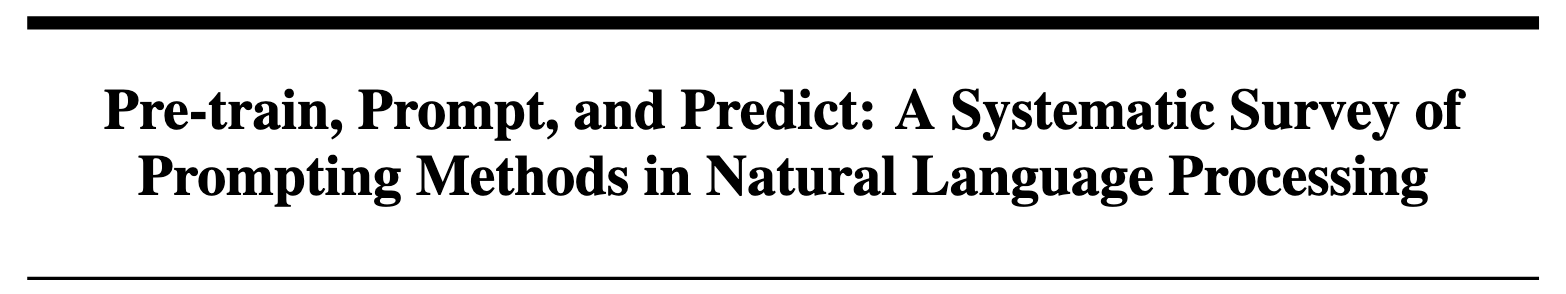 Pre-train, Prompt, and Predict: A Systematic Survey of
Prompting Methods in Natural Language Processing